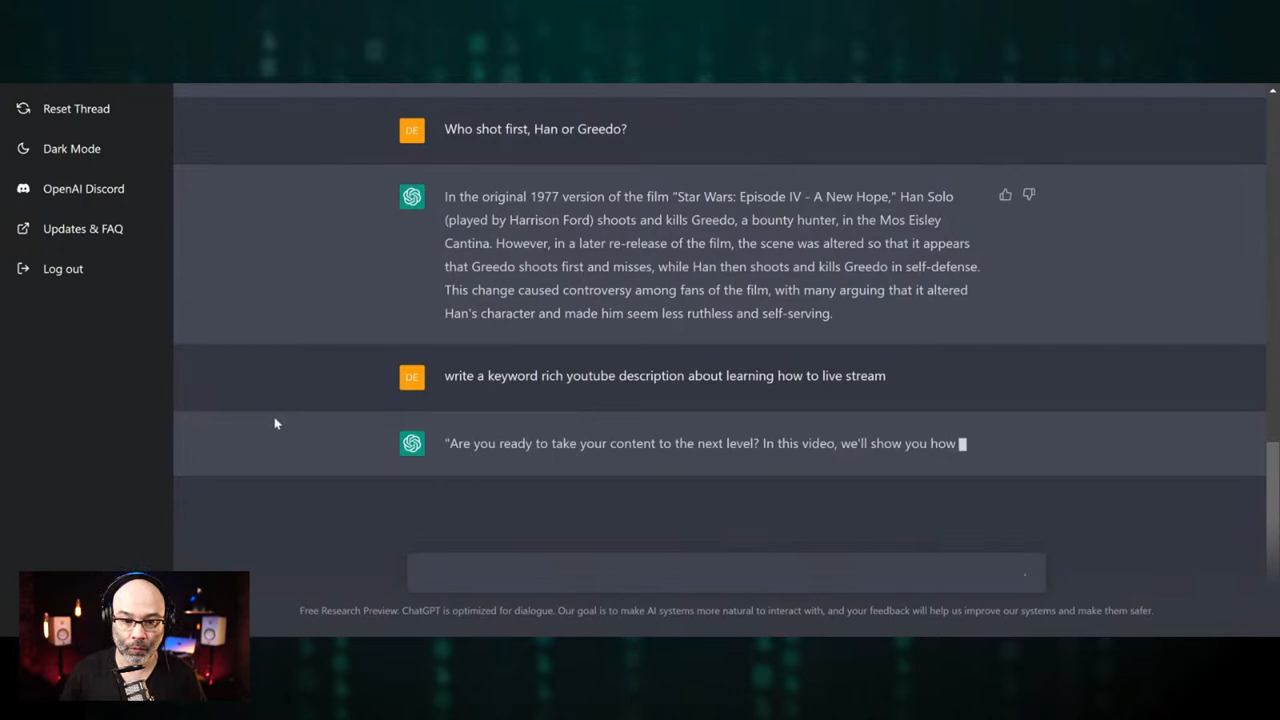 Reset Thread
Dark Mode
OpenAI Discord
Updates & FAQ
Log out
DE
Who shot first, Han or Greedo?
In the original 1977 version of the film "Star Wars: Episode IV - A New Hope," Han Solo
(played by Harrison Ford) shoots and kills Greedo, a bounty hunter, in the Mos Eisley
Cantina. However, in a later re-release of the film, the scene was altered so that it appears
that Greedo shoots first and misses, while Han then shoots and kills Greedo in self-defense.
This change caused controversy among fans of the film, with many arguing that it altered
Han's character and made him seem less ruthless and self-serving.
DE
write a keyword rich youtube description about learning how to live stream
"Are you ready to take your content to the next level? In this video, we'll show you how
Free Research Preview: ChatGPT is optimized for dialogue. Our goal is to make AI systems more natural to interact with, and your feedback will help us improve our systems and make them safer.